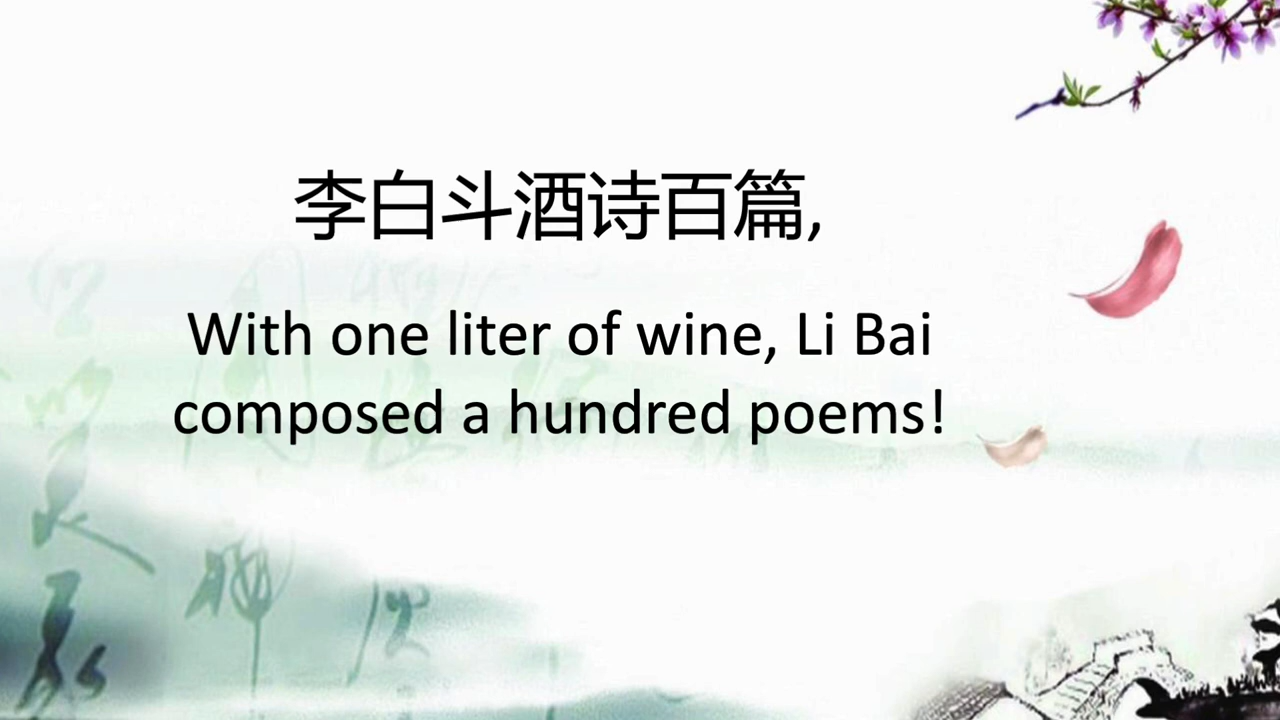 李白斗酒诗百篇,
With one liter of wine, Li Bai
composed a hundred poems!